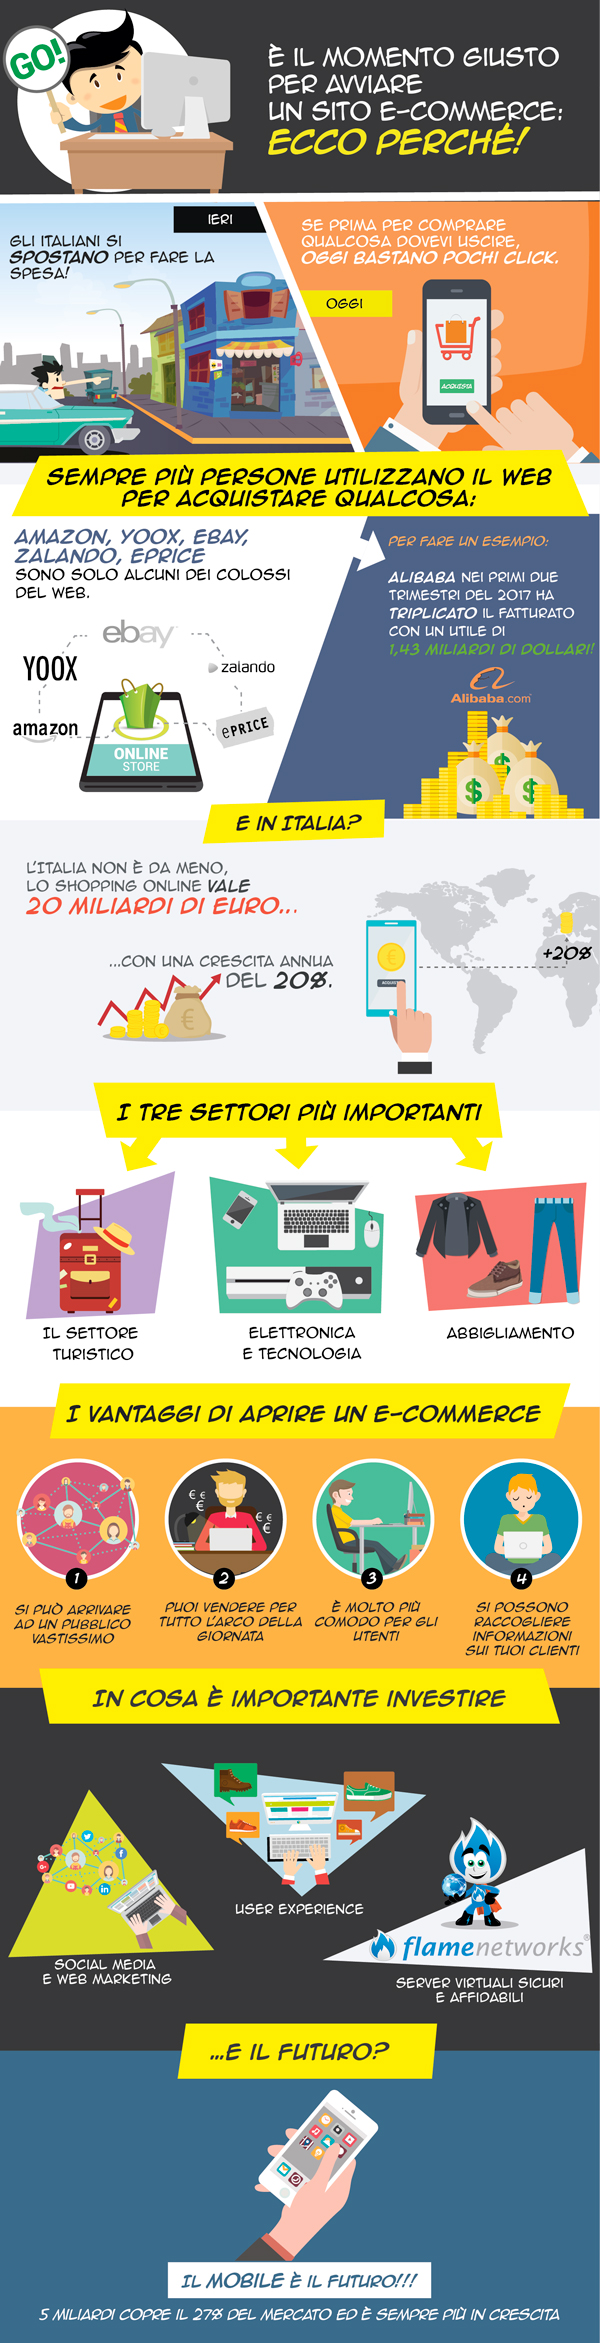 GO!
È IL MOMENTO GIUSTO
PER AVVIARE
UN SITO E-COMMERCE:
ECCO PERCHÉ!
IERI
GLI ITALIANI SI
SPOSTANO PER FARE LA
SPESA!
SE PRIMA PER COMPRARE
QUALCOSA DOVEVI USCIRE,
OGGI BASTANO POCHI CLICK.
OGGI
ACQUISTA
SEMPRE PIÙ PERSONE UTILIZZANO IL WEB
PER ACQUISTARE QUALCOSA:
AMAZON, YOOX, EBAY,
ZALANDO, EPRICE
SONO SOLO ALCUNI DEI COLOSSI
DEL WEB.
ebay
YOOX
zalando
amazon
ePRICE
ONLINE
STORE
PER FARE UN ESEMPIO:
ALIBABA NEI PRIMI DUE
TRIMESTRI DEL 2017 HA
TRIPLICATO IL FATTURATO
CON UN UTILE DI
1,43 MILIARDI DI DOLLARI!
Alibaba.com
$
$
$
E IN ITALIA?
L'ITALIA NON È DA MENO,
LO SHOPPING ONLINE VALE
20 MILIARDI DI EURO...
...CON UNA CRESCITA ANNUA
DEL 20%.
€
€
+20%
I TRE SETTORI PIÙ IMPORTANTI
IL SETTORE
TURISTICO
ELETTRONICA
E TECNOLOGIA
ABBIGLIAMENTO
I VANTAGGI DI APRIRE UN E-COMMERCE
€ €
€
1
2
3
4
SI PUÒ ARRIVARE
AD UN PUBBLICO
VASTISSIMO
PUOI VENDERE PER
TUTTO L'ARCO DELLA
GIORNATA
È MOLTO PIÙ
COMODO PER GLI
UTENTI
SI POSSONO
RACCOGLIERE
INFORMAZIONI
SUI TUOI CLIENTI
IN COSA È IMPORTANTE INVESTIRE
USER EXPERIENCE
SOCIAL MEDIA
E WEB MARKETING
flamenetworks®
SERVER VIRTUALI SICURI
E AFFIDABILI
...E IL FUTURO?
IL MOBILE È IL FUTURO!!!
5 MILIARDI COPRE IL 27% DEL MERCATO ED È SEMPRE PIÙ IN CRESCITA